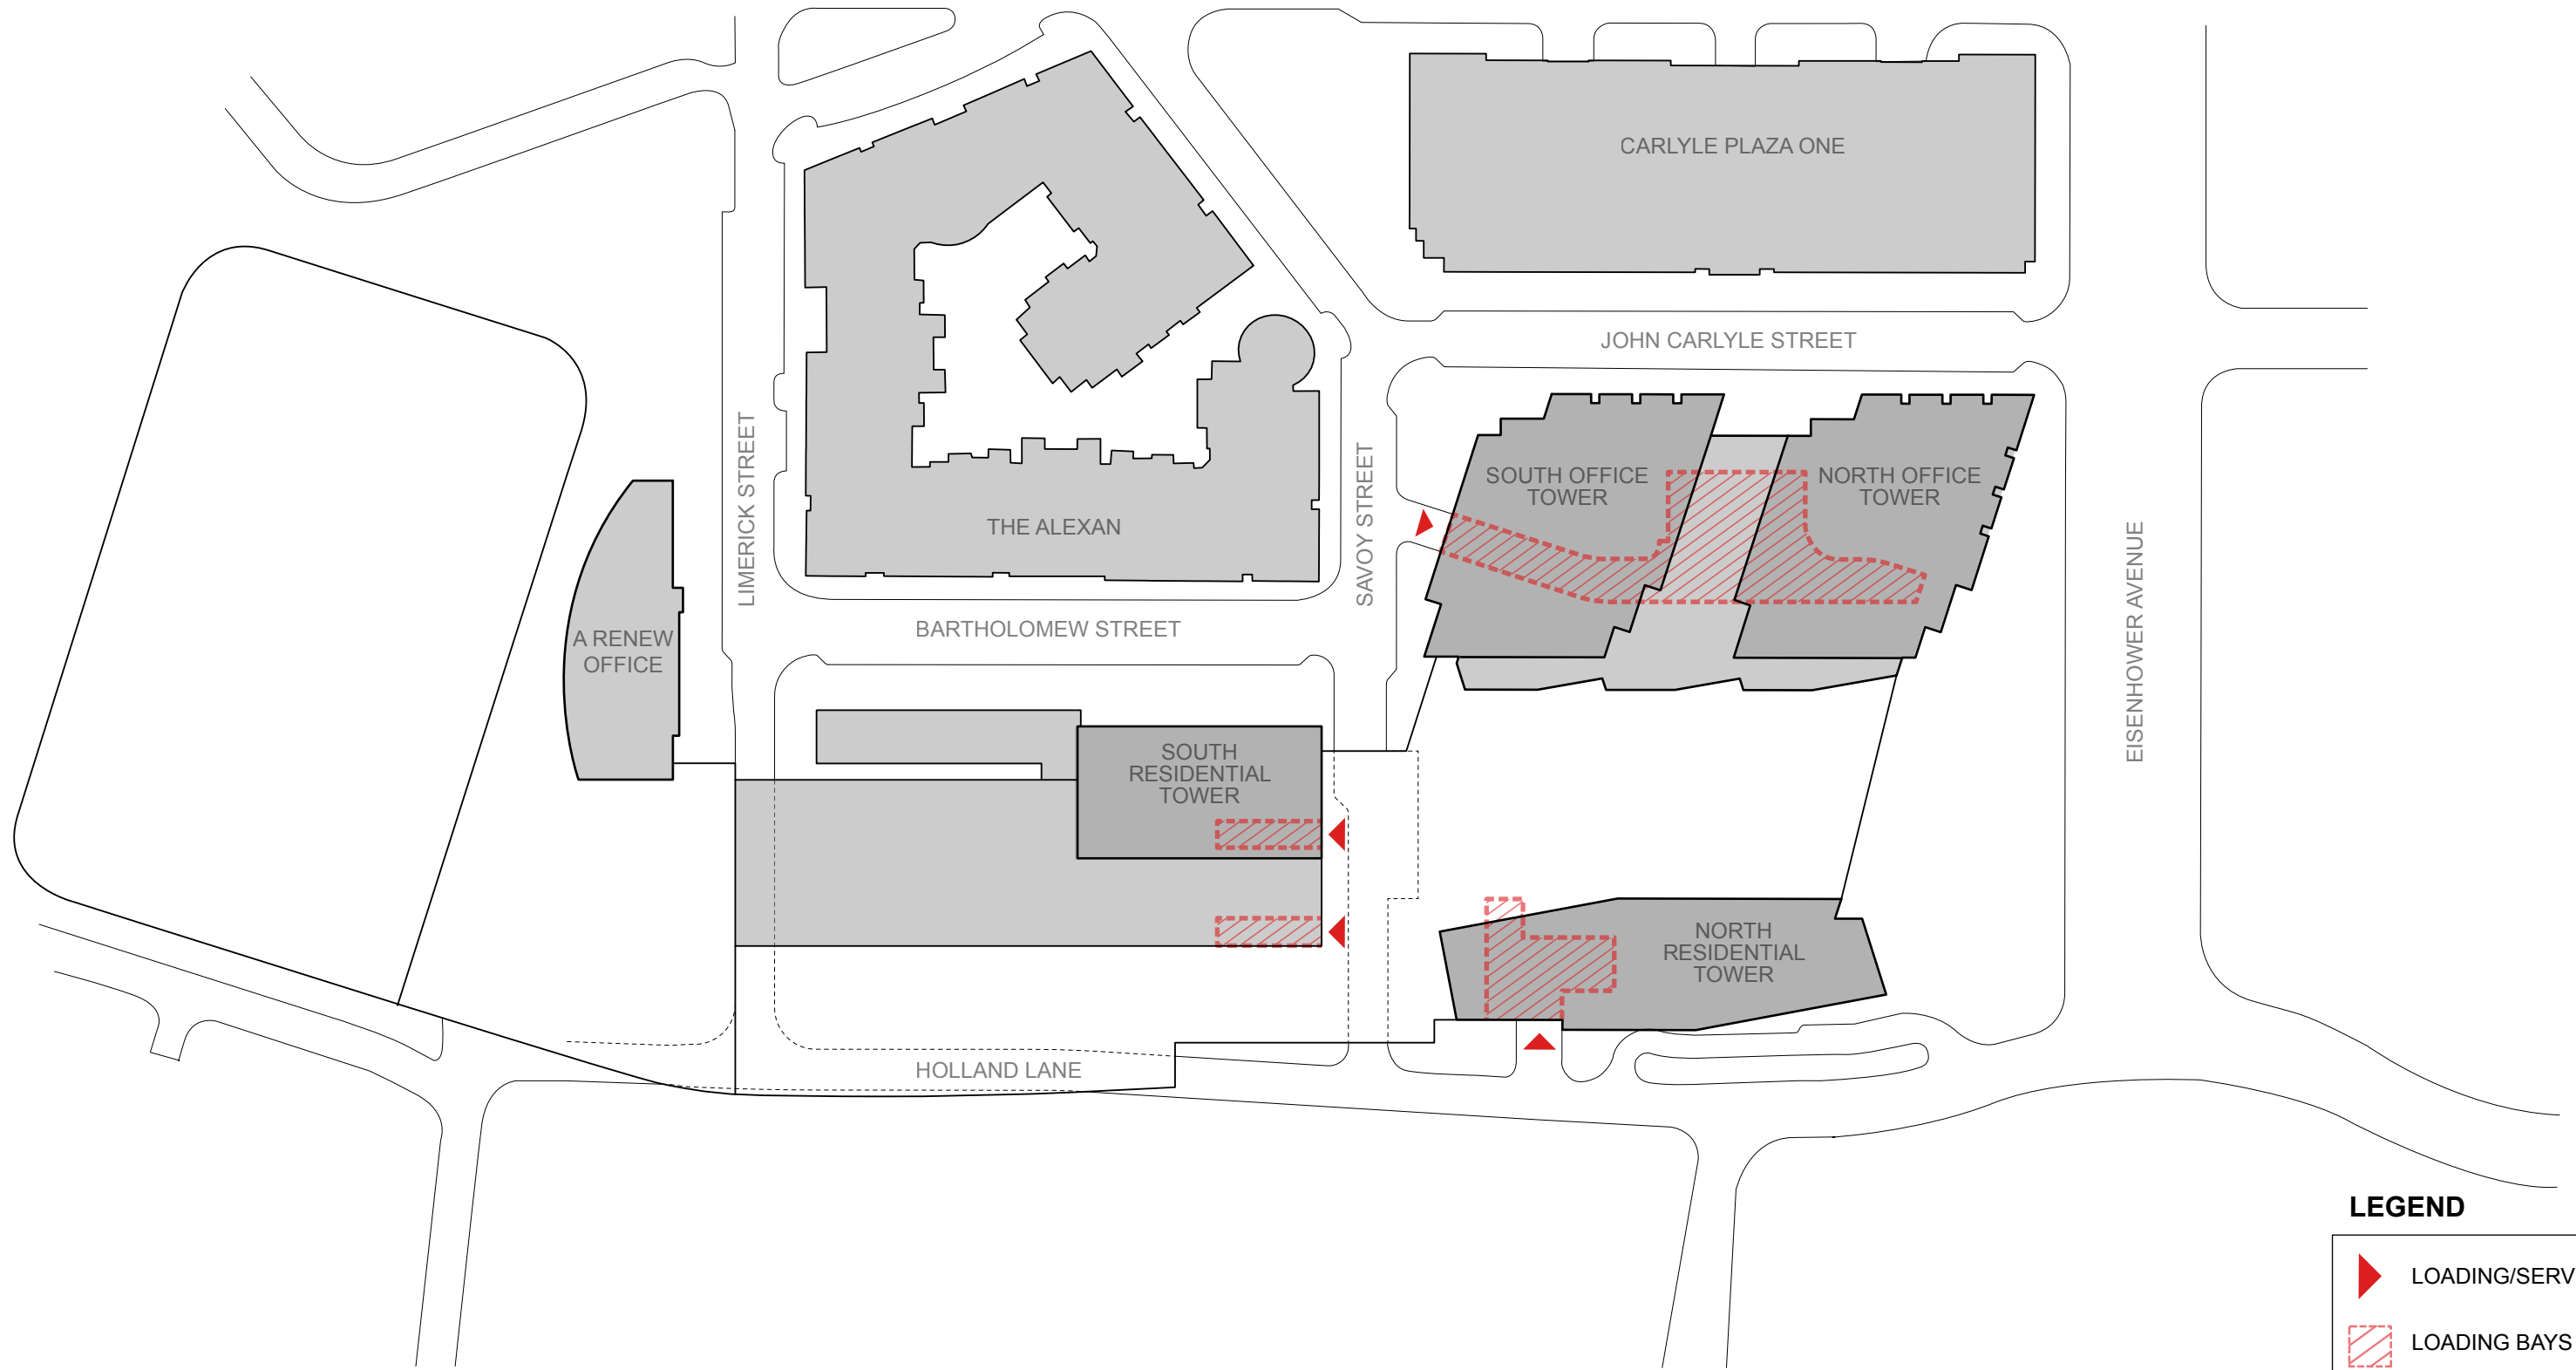 CARLYLE PLAZA ONE
JOHN CARLYLE STREET
LIMERICK STREET
SAVOY STREET
SOUTH OFFICE
TOWER
NORTH OFFICE
TOWER
THE ALEXAN
EISENHOWER AVENUE
BARTHOLOMEW STREET
A RENEW
OFFICE
SOUTH
RESIDENTIAL
TOWER
NORTH
RESIDENTIAL
TOWER
HOLLAND LANE
LEGEND
LOADING/SERV
LOADING BAYS